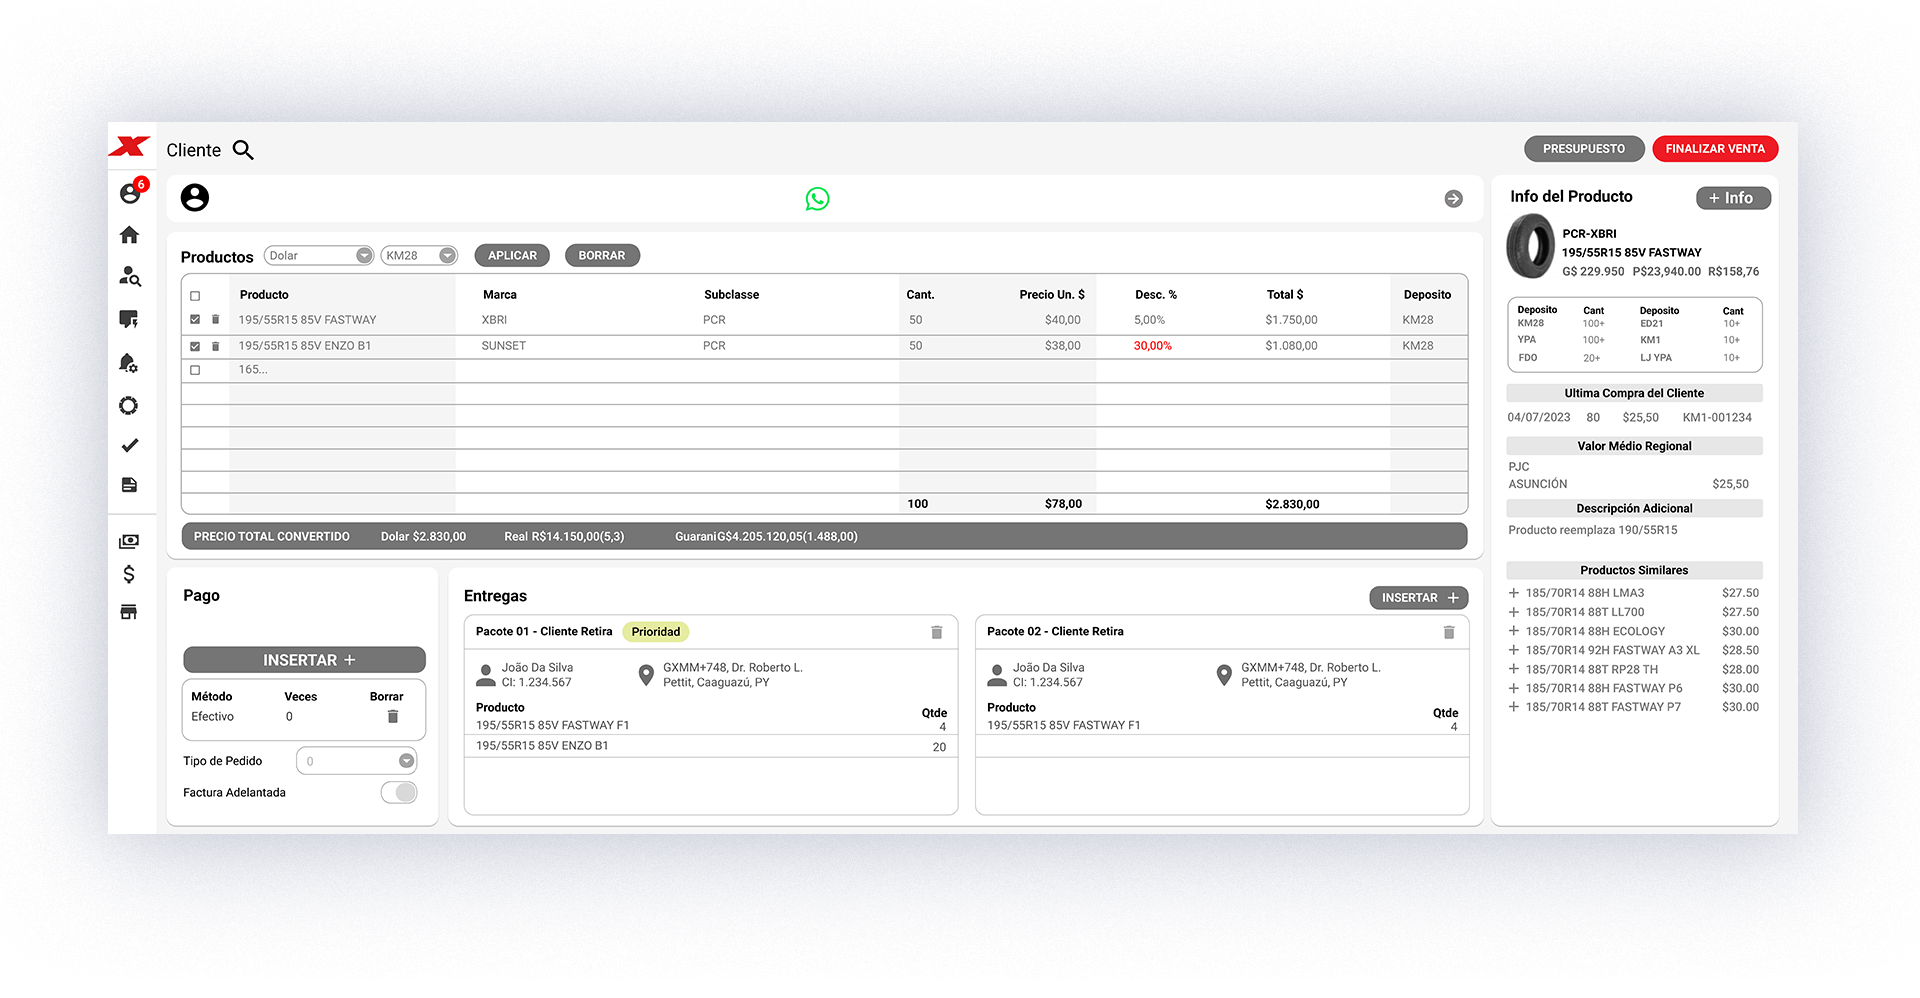 Cliente
PRESUPUESTO
FINALIZAR VENTA
6
Productos
Dolar
KM28
APLICAR
BORRAR
Producto Marca Subclasse Cant. Precio Un. $ Desc. % Total $ Deposito
195/55R15 85V FASTWAY XBRI PCR 50 $40,00 5,00% $1.750,00 KM28
195/55R15 85V ENZO B1 SUNSET PCR 50 $38,00 30,00% $1.080,00 KM28
165...
100 $78,00 $2.830,00
PRECIO TOTAL CONVERTIDO Dolar $2.830,00 Real R$14.150,00(5,3) GuaraniG$4.205.120,05(1.488,00)
Pago
INSERTAR +
Método Veces Borrar
Efectivo 0
Tipo de Pedido 0
Factura Adelantada
Entregas
INSERTAR +
Pacote 01 - Cliente Retira Prioridad
João Da Silva
CI: 1.234.567
GXMM+748, Dr. Roberto L.
Pettit, Caaguazú, PY
Producto Qtde
195/55R15 85V FASTWAY F1 4
195/55R15 85V ENZO B1 20
Pacote 02 - Cliente Retira
João Da Silva
CI: 1.234.567
GXMM+748, Dr. Roberto L.
Pettit, Caaguazú, PY
Producto Qtde
195/55R15 85V FASTWAY F1 4
Info del Producto
+ Info
PCR-XBRI
195/55R15 85V FASTWAY
G$ 229.950 P$23,940.00 R$158,76
Deposito Cant Deposito Cant
KM28 100+ ED21 10+
YPA 100+ KM1 10+
FDO 20+ LJ YPA 10+
Ultima Compra del Cliente
04/07/2023 80 $25,50 KM1-001234
Valor Médio Regional
PJC
ASUNCIÓN $25,50
Descripción Adicional
Producto reemplaza 190/55R15
Productos Similares
+ 185/70R14 88H LMA3 $27.50
+ 185/70R14 88T LL700 $27.50
+ 185/70R14 88H ECOLOGY $30.00
+ 185/70R14 92H FASTWAY A3 XL $28.50
+ 185/70R14 88T RP28 TH $28.00
+ 185/70R14 88H FASTWAY P6 $30.00
+ 185/70R14 88T FASTWAY P7 $30.00